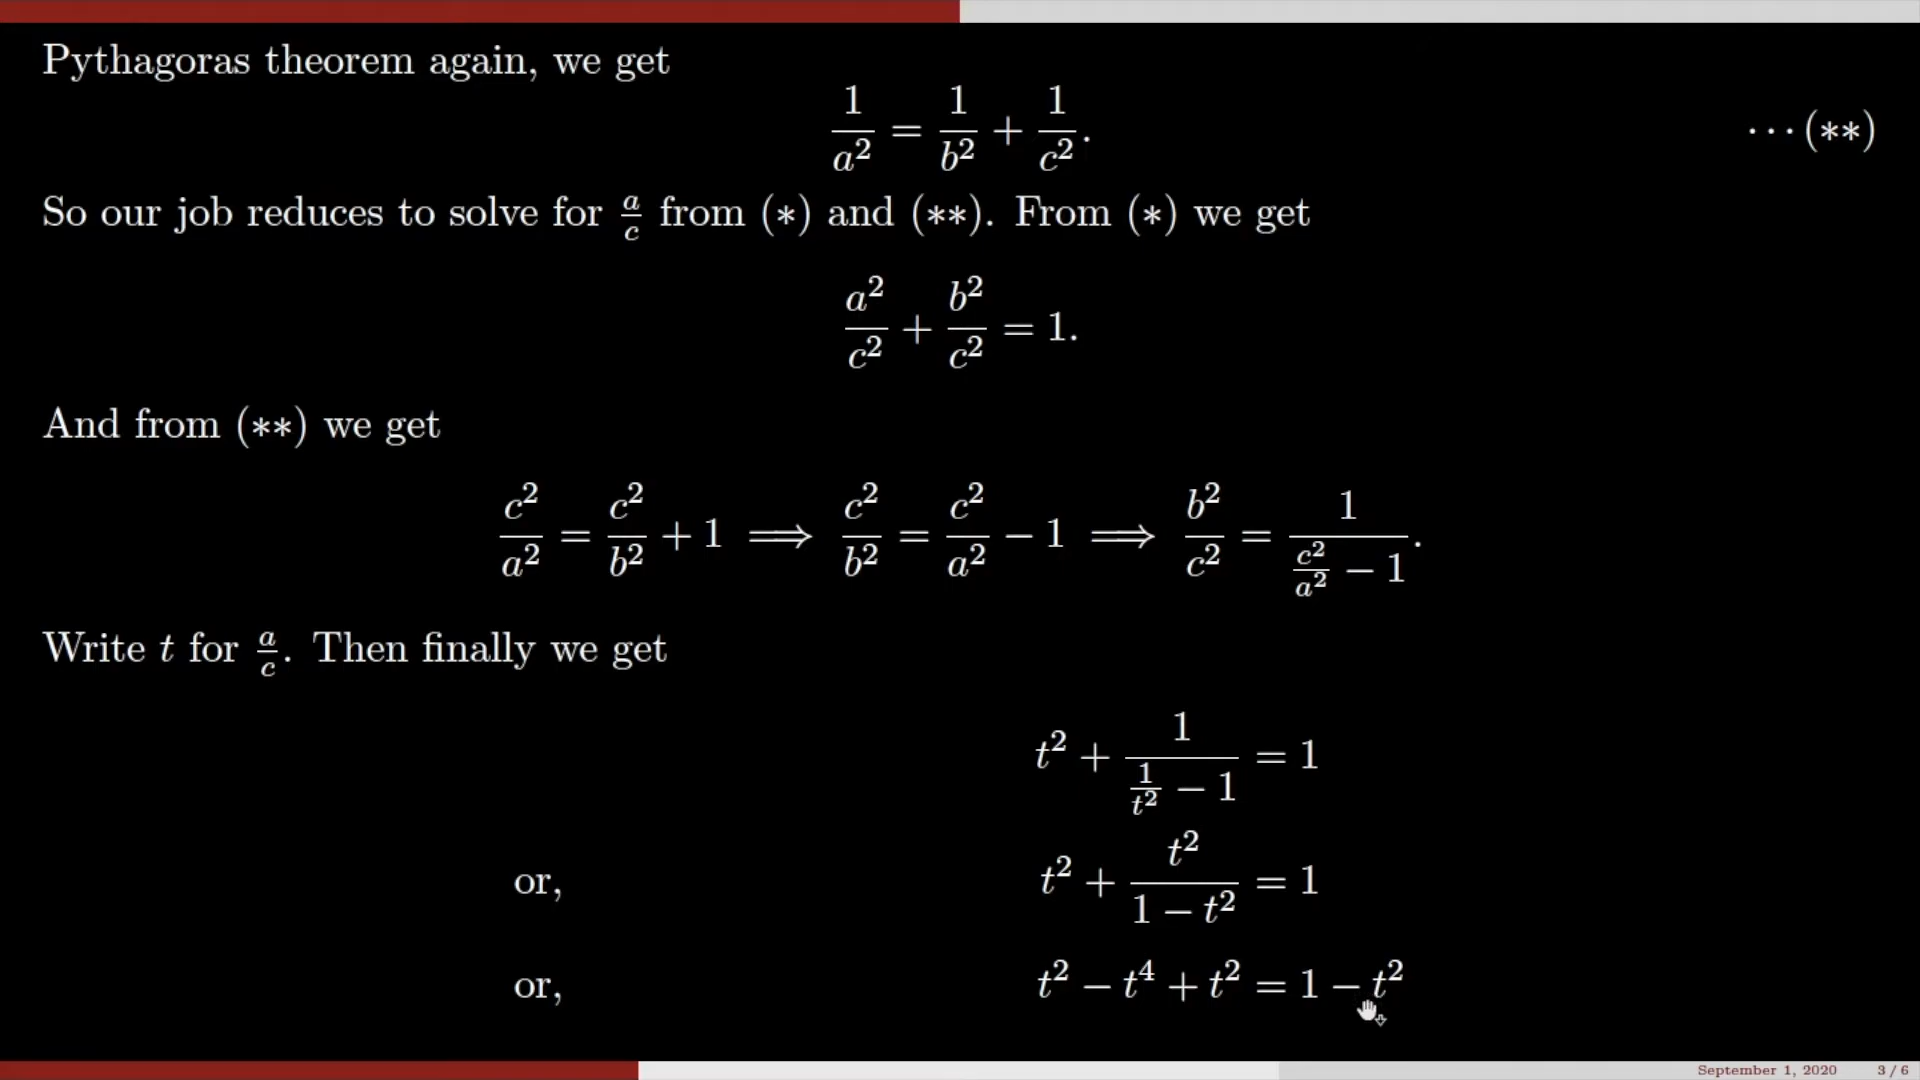 Pythagoras theorem again, we get
1/a² = 1/b² + 1/c². ⋯(∗∗)
So our job reduces to solve for a/c from (∗) and (∗∗). From (∗) we get
a²/c² + b²/c² = 1.
And from (∗∗) we get
c²/a² = c²/b² + 1 ⟹ c²/b² = c²/a² − 1 ⟹ b²/c² = 1/(c²/a² − 1).
Write t for a/c. Then finally we get
t² + 1/(1/t² − 1) = 1
or, t² + t²/(1 − t²) = 1
or, t² − t⁴ + t² = 1 − t²
September 1, 2020 3 / 6